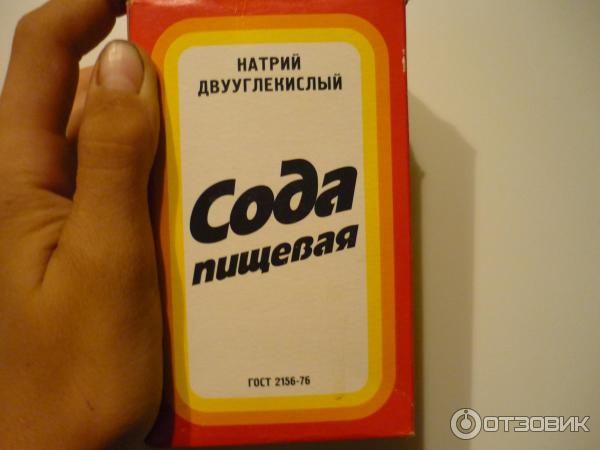 НАТРИЙ
ДВУУГЛЕКИСЛЫЙ
Сода
пищевая
ГОСТ 2156-76
ОТЗОВИК